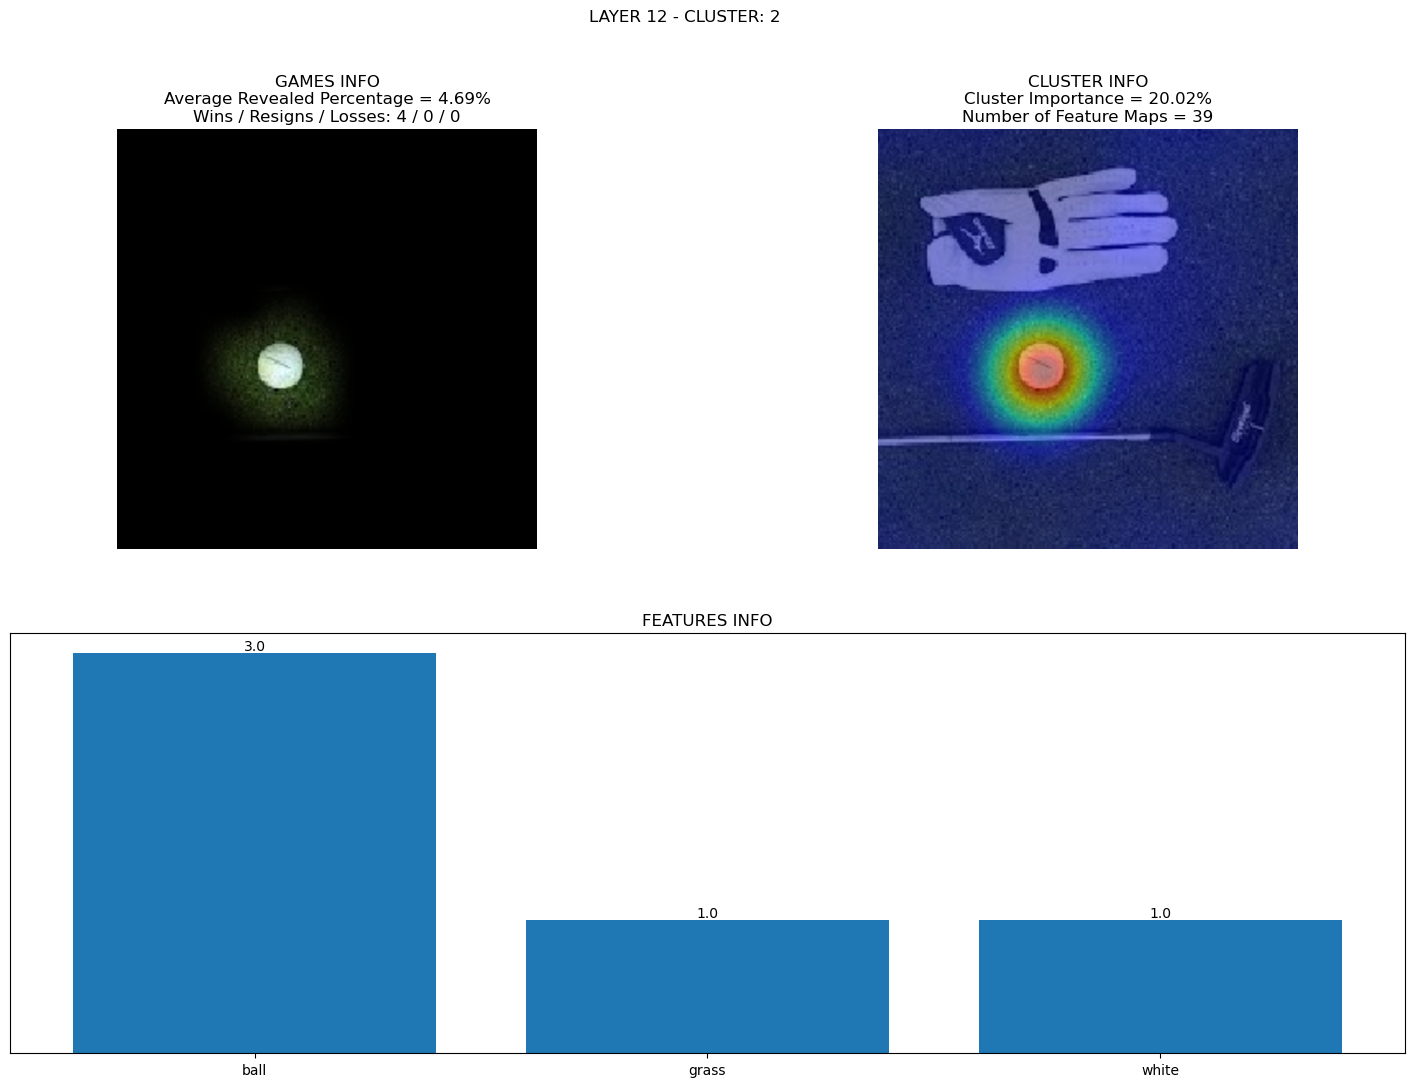 LAYER 12 - CLUSTER: 2
GAMES INFO
Average Revealed Percentage = 4.69%
Wins / Resigns / Losses: 4 / 0 / 0
CLUSTER INFO
Cluster Importance = 20.02%
Number of Feature Maps = 39
FEATURES INFO
3.0
1.0
1.0
ball
grass
white